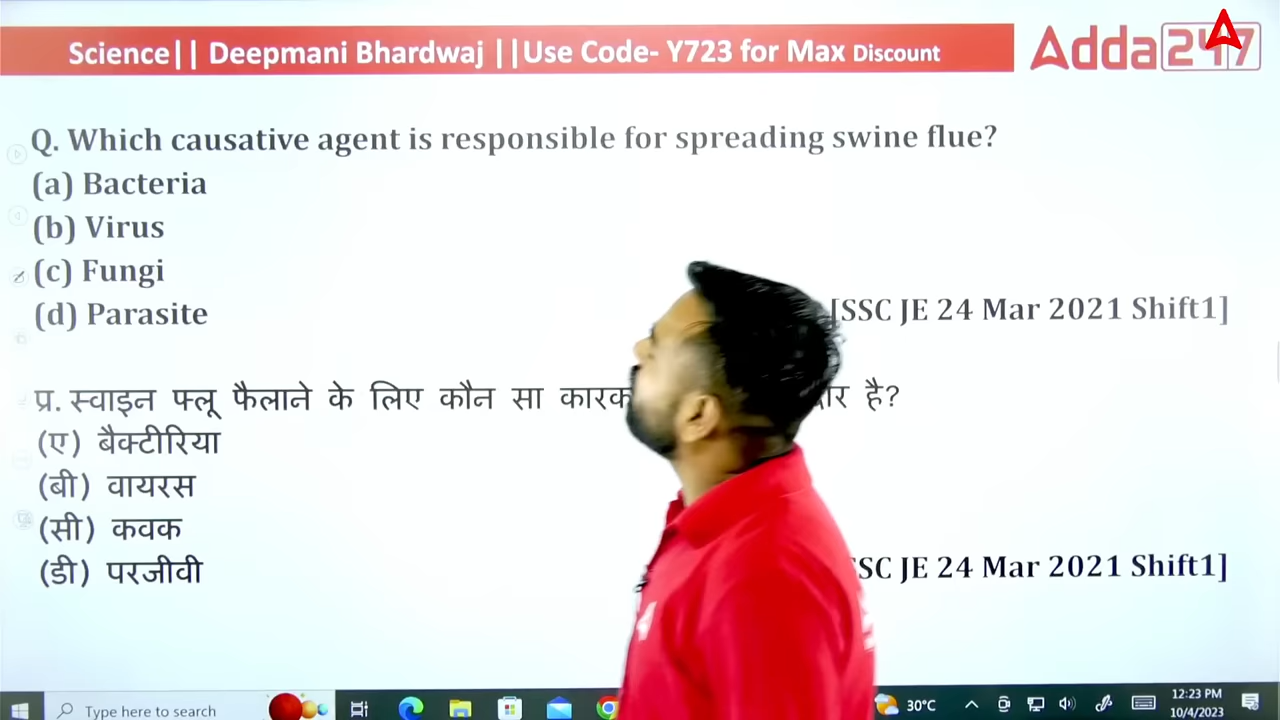 Science|| Deepmani Bhardwaj ||Use Code- Y723 for Max Discount
Adda247
Q. Which causative agent is responsible for spreading swine flue?
(a) Bacteria
(b) Virus
(c) Fungi
(d) Parasite
[SSC JE 24 Mar 2021 Shift1]
प्र. स्वाइन फ्लू फैलाने के लिए कौन सा है?
(ए) बैक्टीरिया
(बी) वायरस
(सी) कवक
(डी) परजीवी
JE 24 Mar 2021 Shift1]
Type here to search
30°C
12:23 PM
10/4/2023